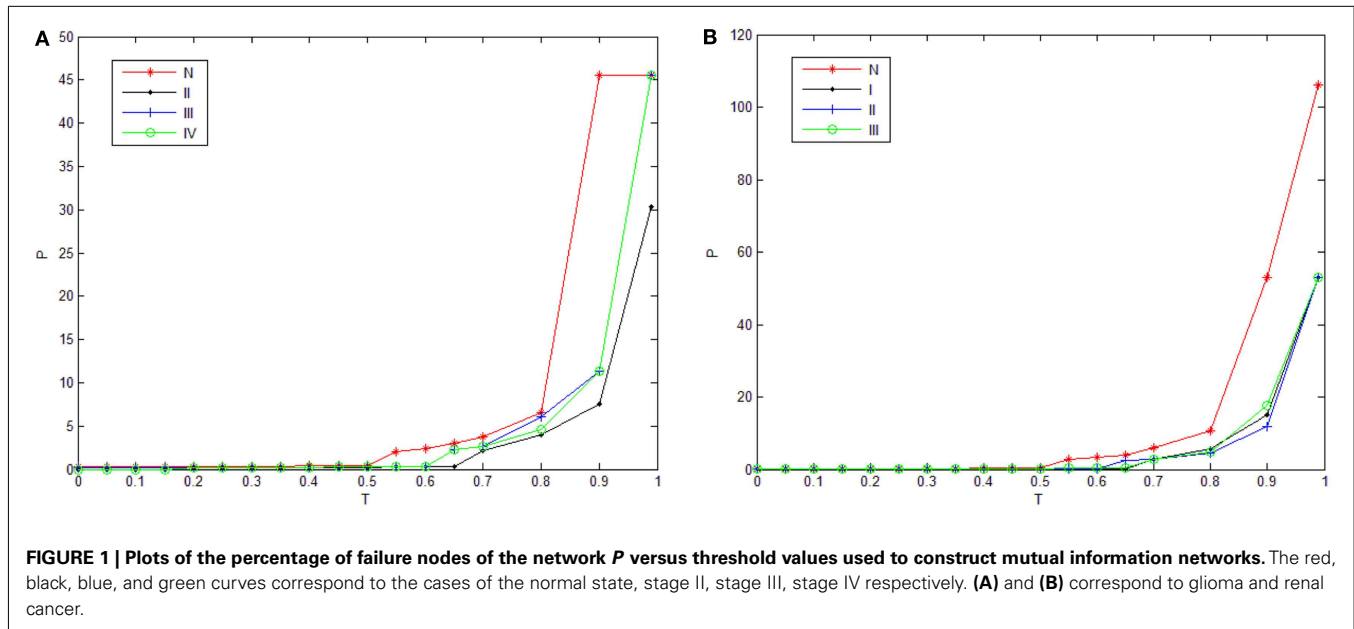 A
50
45
40
35
30
25
20
15
10
5
0
P
N
II
III
IV
0 0.1 0.2 0.3 0.4 0.5 0.6 0.7 0.8 0.9 1
T
B
120
100
80
60
40
20
0
P
N
I
II
III
0 0.1 0.2 0.3 0.4 0.5 0.6 0.7 0.8 0.9 1
T
FIGURE 1 | Plots of the percentage of failure nodes of the network P versus threshold values used to construct mutual information networks. The red,
black, blue, and green curves correspond to the cases of the normal state, stage II, stage III, stage IV respectively. (A) and (B) correspond to glioma and renal
cancer.